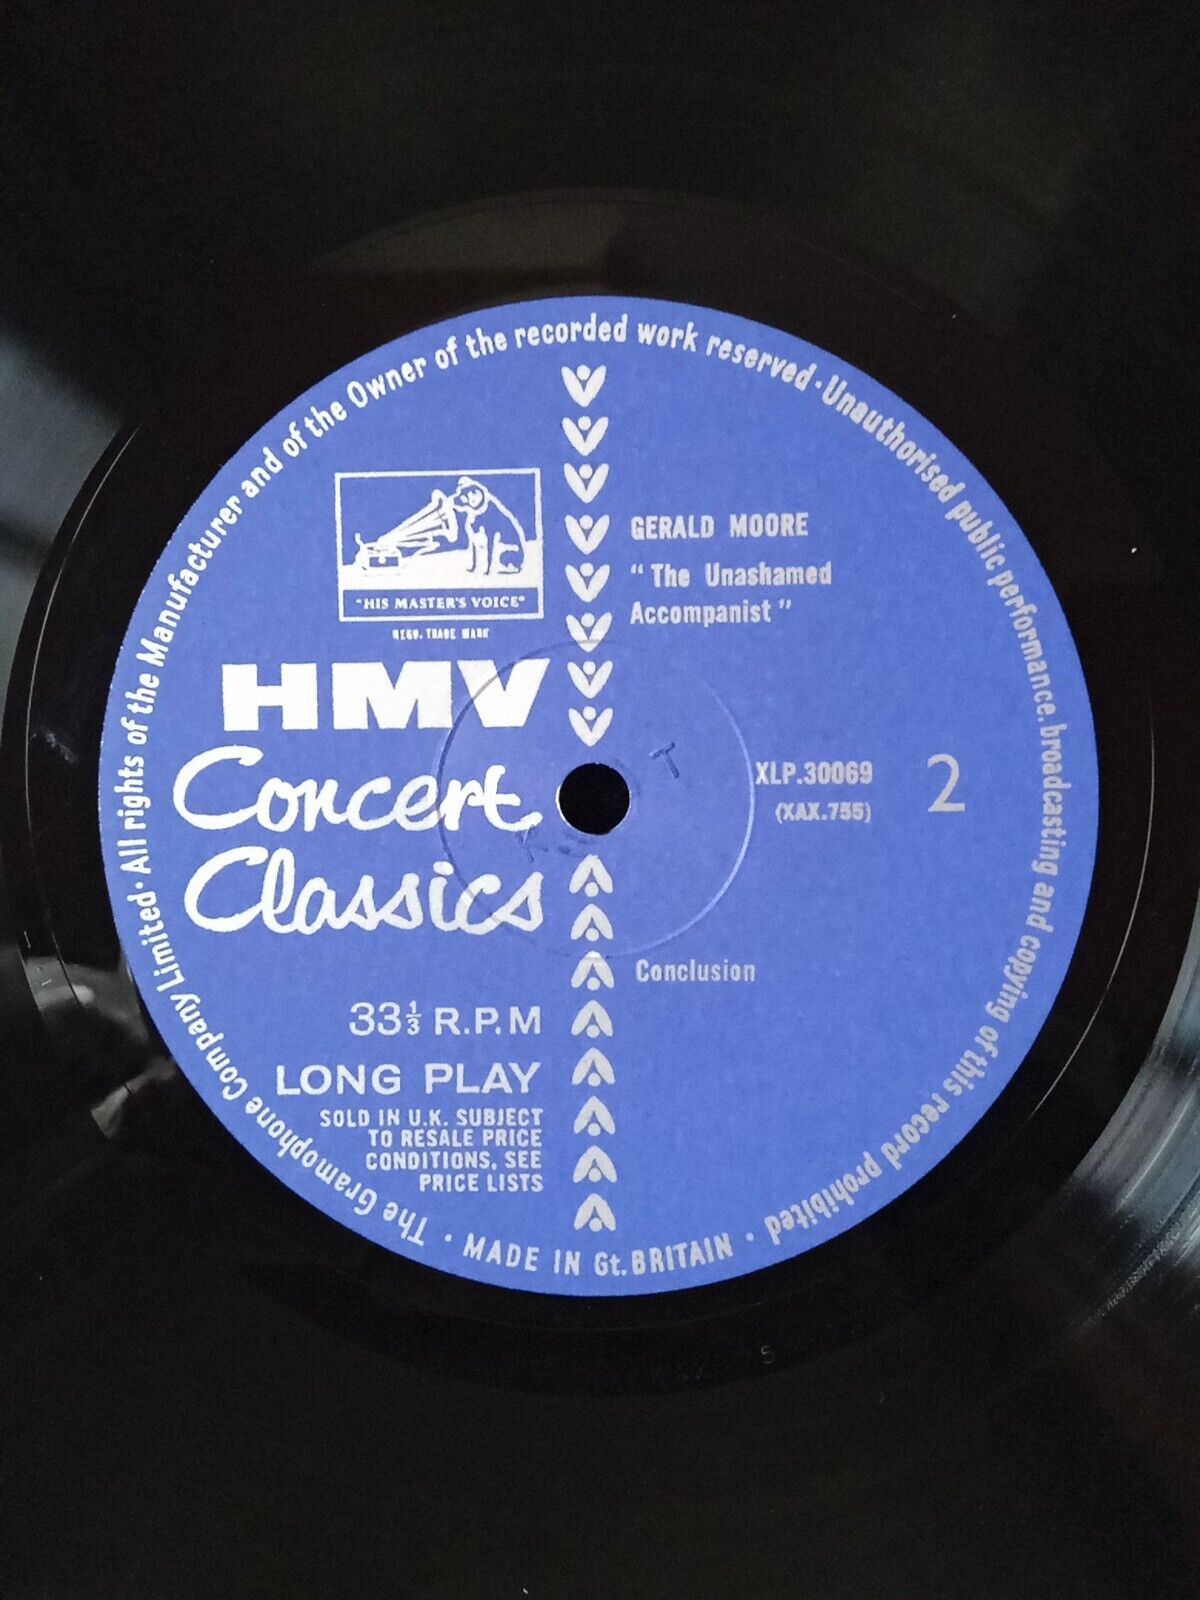 All rights of the Manufacturer and of the Owner of the recorded work reserved · Unauthorised public performance, broadcasting and copying of this record prohibited
"HIS MASTER'S VOICE"
REGD. TRADE MARK
HMV
Concert
Classics
33⅓ R.P.M
LONG PLAY
SOLD IN U.K. SUBJECT
TO RESALE PRICE
CONDITIONS, SEE
PRICE LISTS
GERALD MOORE
" The Unashamed
Accompanist "
XLP.30069
(XAX.755)
2
K
T
Conclusion
The Gramophone Company Limited ·
· MADE IN Gt. BRITAIN ·